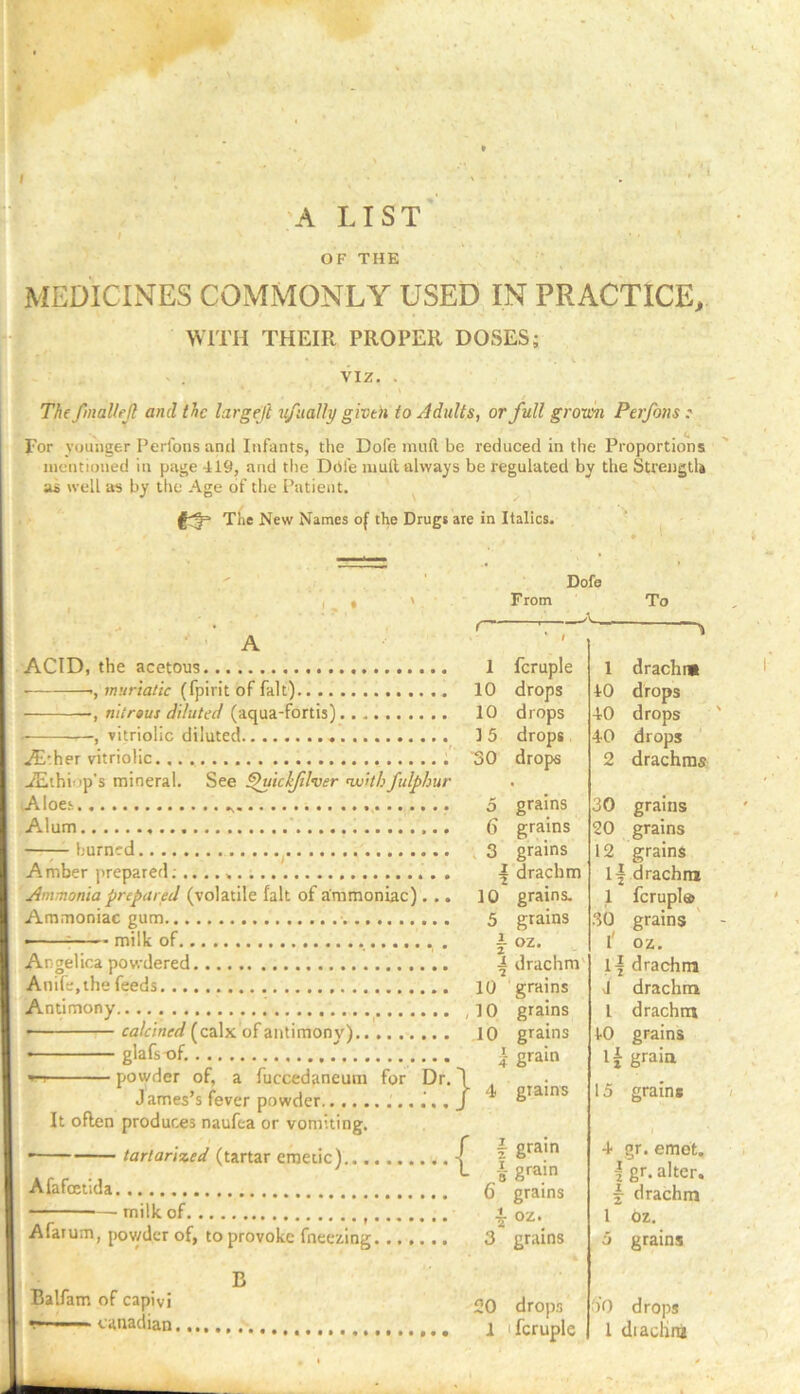 A LIST
OF THE
MEDICINES COMMONLY USED IN PRACTICE,
WITH THEIR PROPER DOSES;
VIZ.
The ſmalleſt and the largeſt uſually given to Adults, or full grown Perſons :
For younger Perſons and Infants, the Doſe muſt be reduced in the Proportions
mentioned in page 419, and the Doſe muſt always be regulated by the Strength
as well as by the Age of the Patient.
☞ The New Names of the Drugs are in Italics.
Doſe
From To
A
ACID, the acetous.................... 1 ſcruple 1 drachm
———, muriatic (ſpirit of ſalt)............... 10 drops 40 drops
———, nitrous diluted (aqua-fortis)........... 10 drops 40 drops
———, vitriolic diluted.................... 15 drops 40 drops
Æther vitriolic.......................... 30 drops 2 drachms
Æthiop's mineral. See Quickſilver with ſulphur
Aloes................................ 5 grains 30 grains
Alum................................ 6 grains 20 grains
—— burned.......................... 3 grains 12 grains
Amber prepared........................ ½ drachm 1½ drachm
Ammonia prepared (volatile ſalt of ammoniac)... 10 grains. 1 ſcruple
Ammoniac gum........................ 5 grains 30 grains
——— milk of........................ ½ oz. 1 oz.
Angelica powdered...................... ½ drachm 1½ drachm
Aniſe, the ſeeds........................ 10 grains 1 drachm
Antimony............................ 10 grains 1 drachm
——— calcined (calx of antimony)......... 10 grains 40 grains
——— glaſs of........................ ¼ grain 1½ grain
——— powder of, a ſuccedaneum for Dr.
James's fever powder............ 4 grains 15 grains
It often produces nauſea or vomiting.
——— tartarized (tartar emetic)........... ½ grain 4 gr. emet.
⅛ grain ½ gr. alter.
Aſafœtida............................ 6 grains ½ drachm
——— milk of........................ ½ oz. 1 oz.
Aſarum, powder of, to provoke ſneezing....... 3 grains 5 grains
B
Balſam of capivi 20 drops 50 drops
——— canadian...................... 1 ſcruple 1 drachm